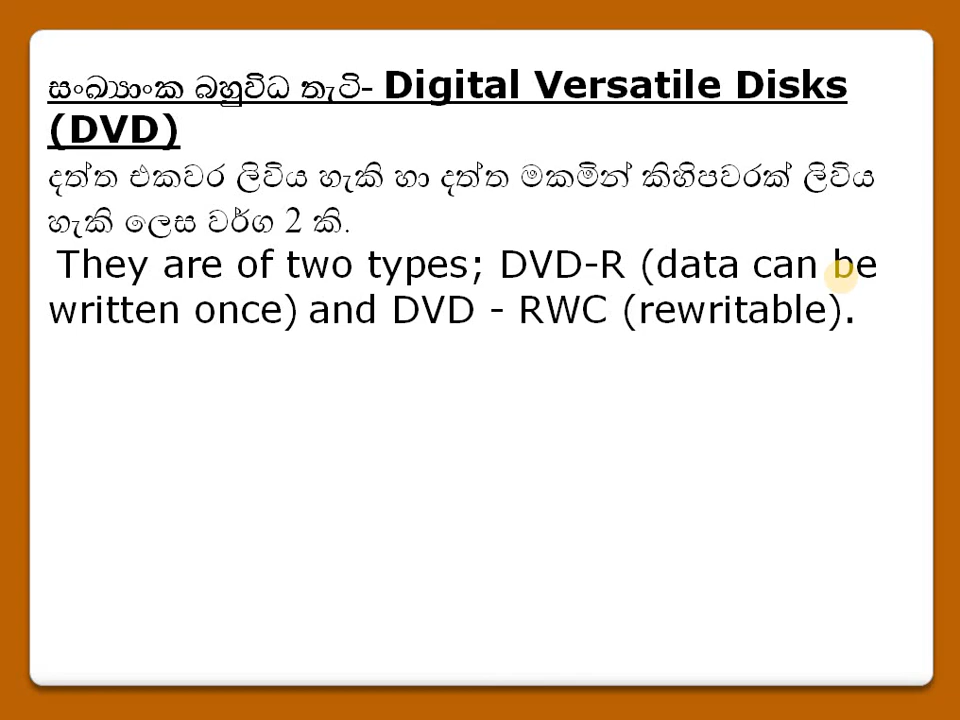 සංඛ්‍යාංක බහුවිධ තැටි- Digital Versatile Disks
(DVD)
දත්ත එකවර ලිවිය හැකි හා දත්ත මකමින් කිහිපවරක් ලිවිය
හැකි ලෙස වර්ග 2 කි.
They are of two types; DVD-R (data can be
written once) and DVD - RWC (rewritable).